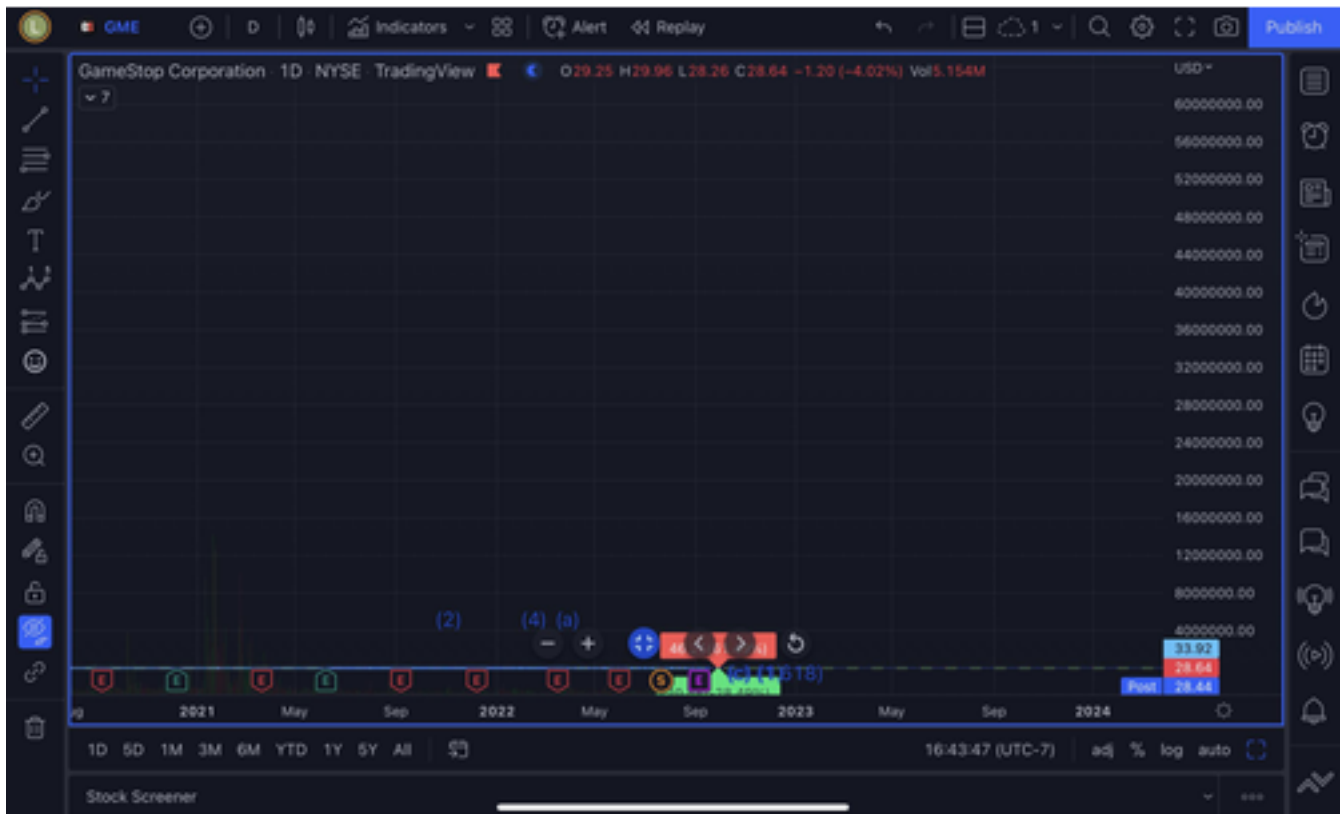 L GME D Indicators Alert Replay 1 Publish
GameStop Corporation · 1D · NYSE · TradingView O29.25 H29.96 L28.26 C28.64 −1.20 (−4.02%) Vol5.154M USD
7
60000000.00
56000000.00
52000000.00
48000000.00
44000000.00
40000000.00
36000000.00
32000000.00
28000000.00
24000000.00
20000000.00
16000000.00
12000000.00
8000000.00
(2) (4) (a)
4000000.00
33.92
28.64
E E E E E E E E S E (c) (1.618)
Post 28.44
2021 May Sep 2022 May Sep 2023 May Sep 2024
1D 5D 1M 3M 6M YTD 1Y 5Y All 16:43:47 (UTC-7) adj % log auto
Stock Screener